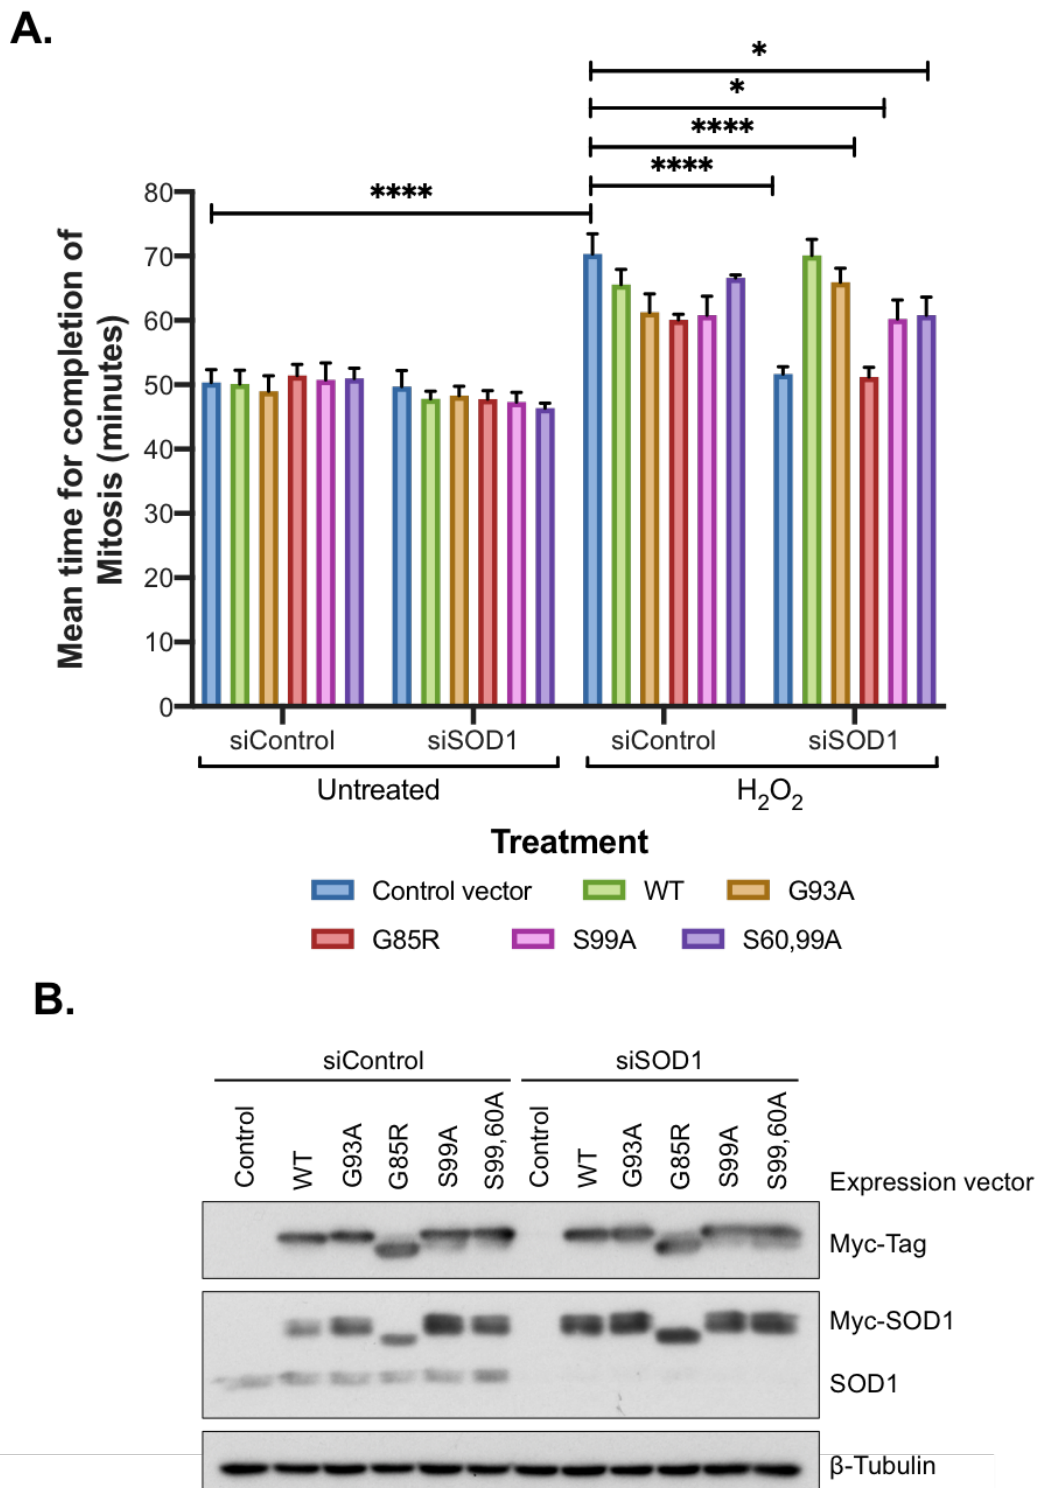 A.
*
*
****
****
****
80
70
60
50
40
30
20
10
0
Mean time for completion of
Mitosis (minutes)
siControl siSOD1 siControl siSOD1
Untreated H₂O₂
Treatment
Control vector WT G93A
G85R S99A S60,99A
B.
siControl siSOD1
Control WT G93A G85R S99A S99,60A Control WT G93A G85R S99A S99,60A
Expression vector
Myc-Tag
Myc-SOD1
SOD1
β-Tubulin